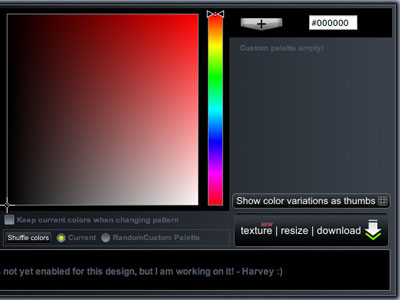 #000000
Custom palette empty!
Show color variations as thumbs
Keep current colors when changing pattern
NEW
texture | resize | download
Shuffle colors Current RandomCustom Palette
not yet enabled for this design, but I am working on it! - Harvey :)